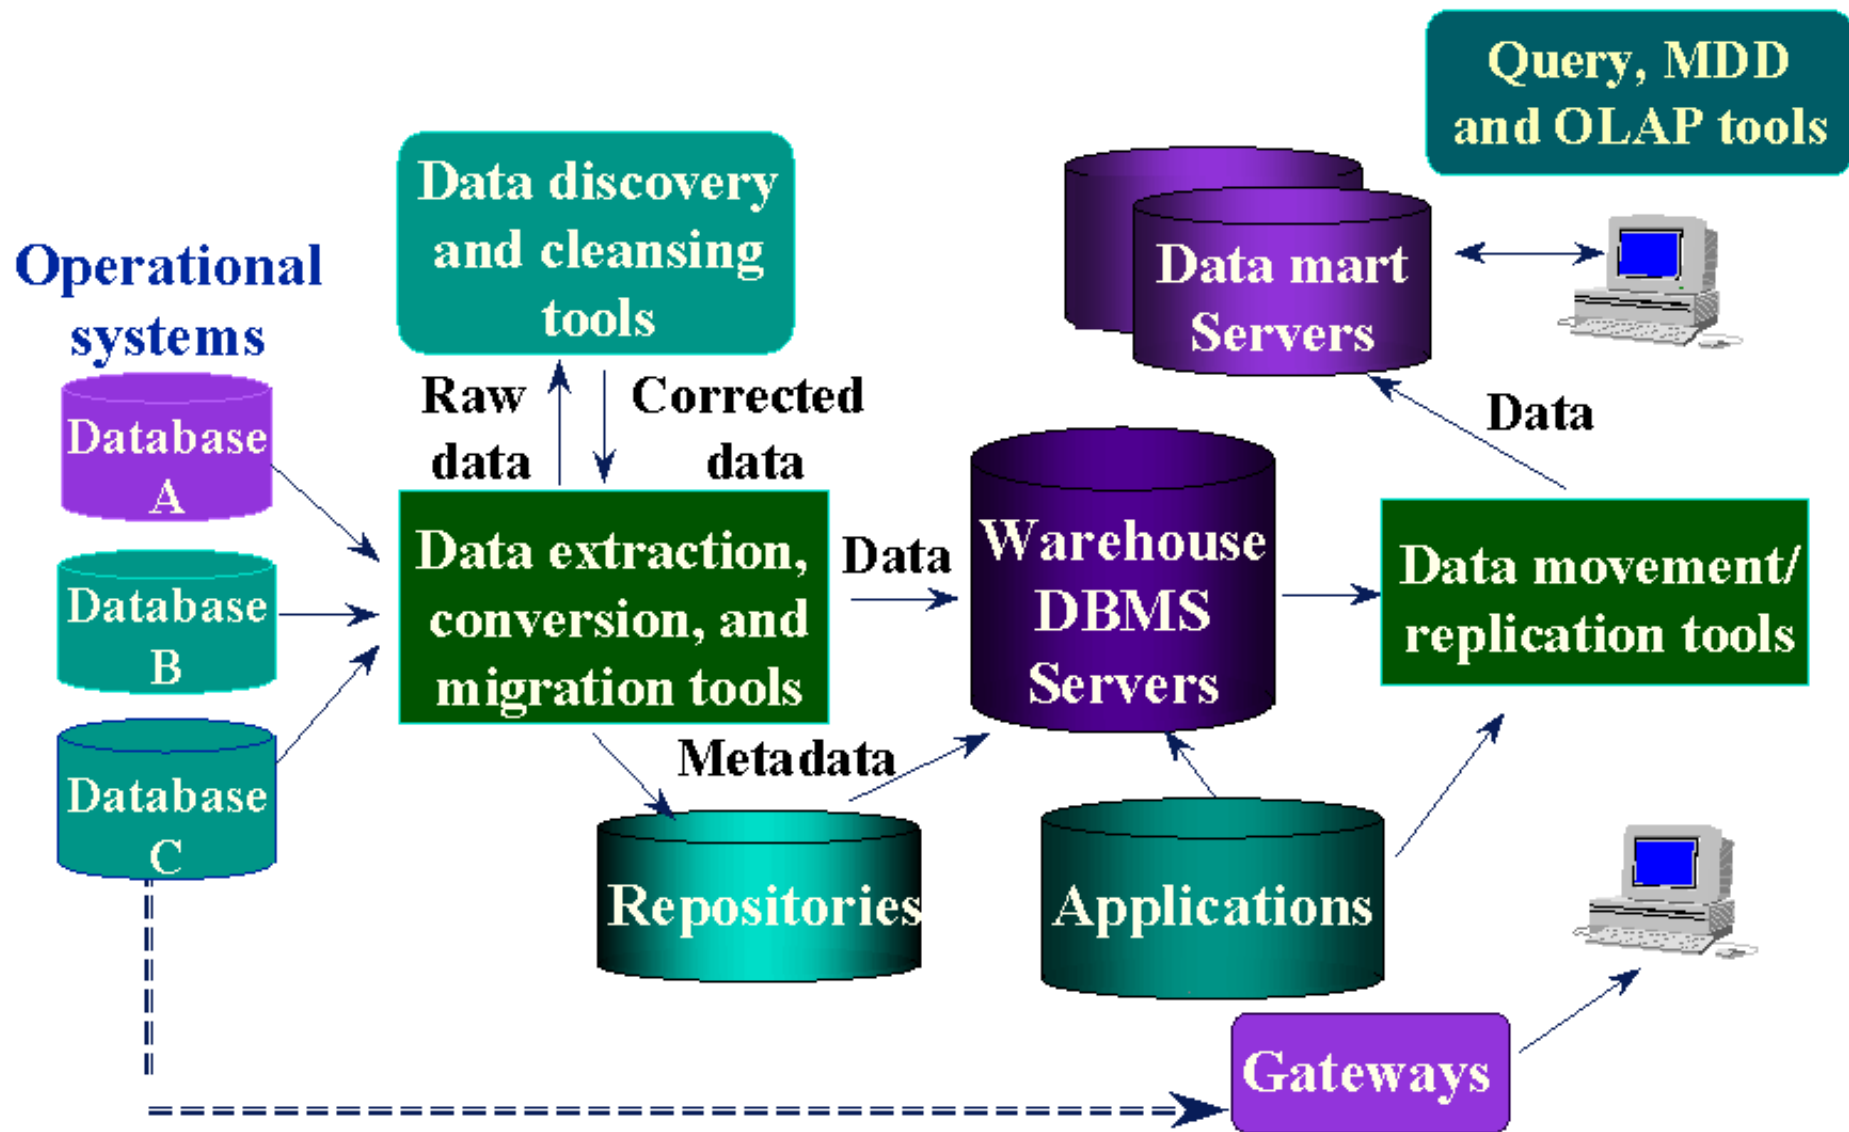 Query, MDD
and OLAP tools
Data discovery
and cleansing
tools
Operational
systems
Data mart
Servers
Raw
data
Corrected
data
Data
Database
A
Data extraction,
conversion, and
migration tools
Data
Warehouse
DBMS
Servers
Data movement/
replication tools
Database
B
Metadata
Database
C
Repositories
Applications
Gateways